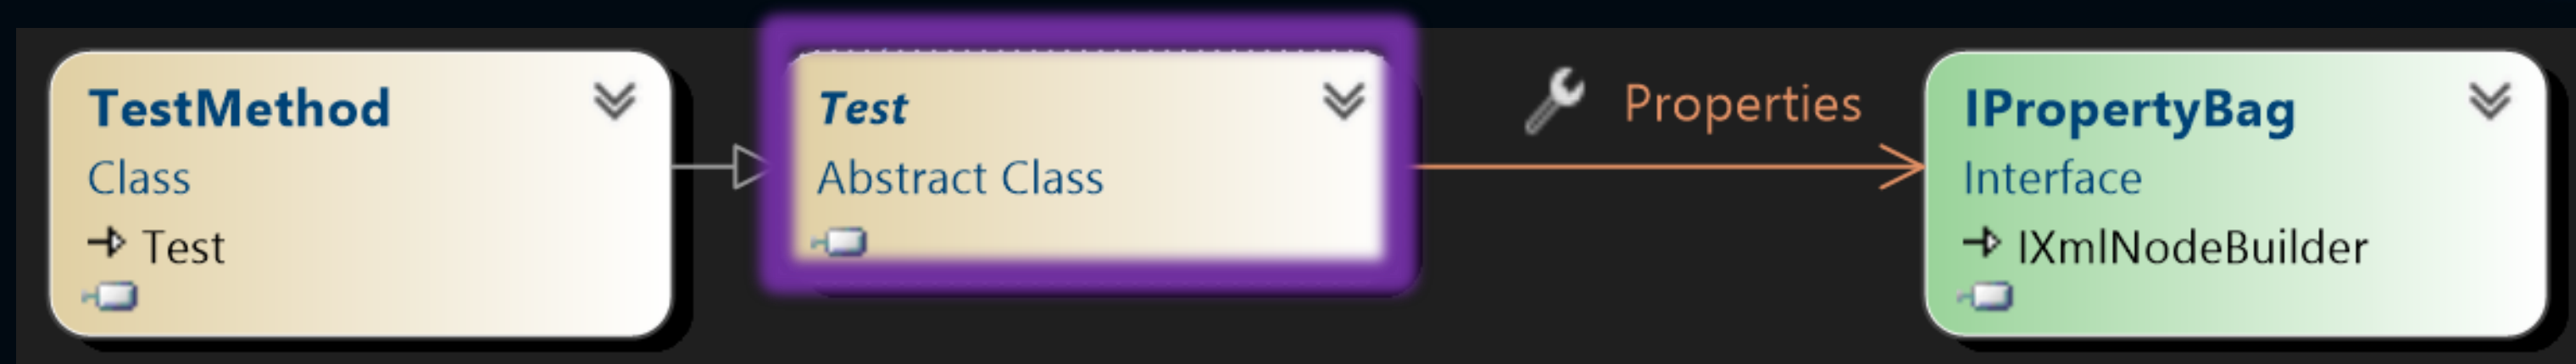 TestMethod
Class
Test
Test
Abstract Class
Properties
IPropertyBag
Interface
IXmlNodeBuilder